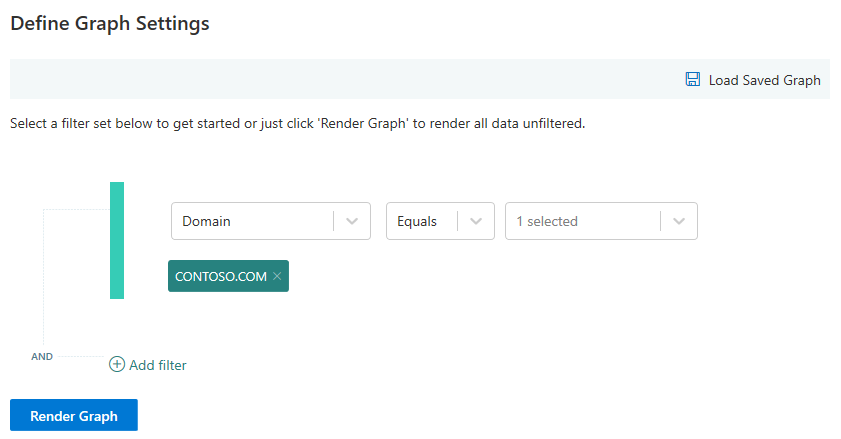 Define Graph Settings
Load Saved Graph
Select a filter set below to get started or just click 'Render Graph' to render all data unfiltered.
Domain
Equals
1 selected
CONTOSO.COM ×
AND
Add filter
Render Graph